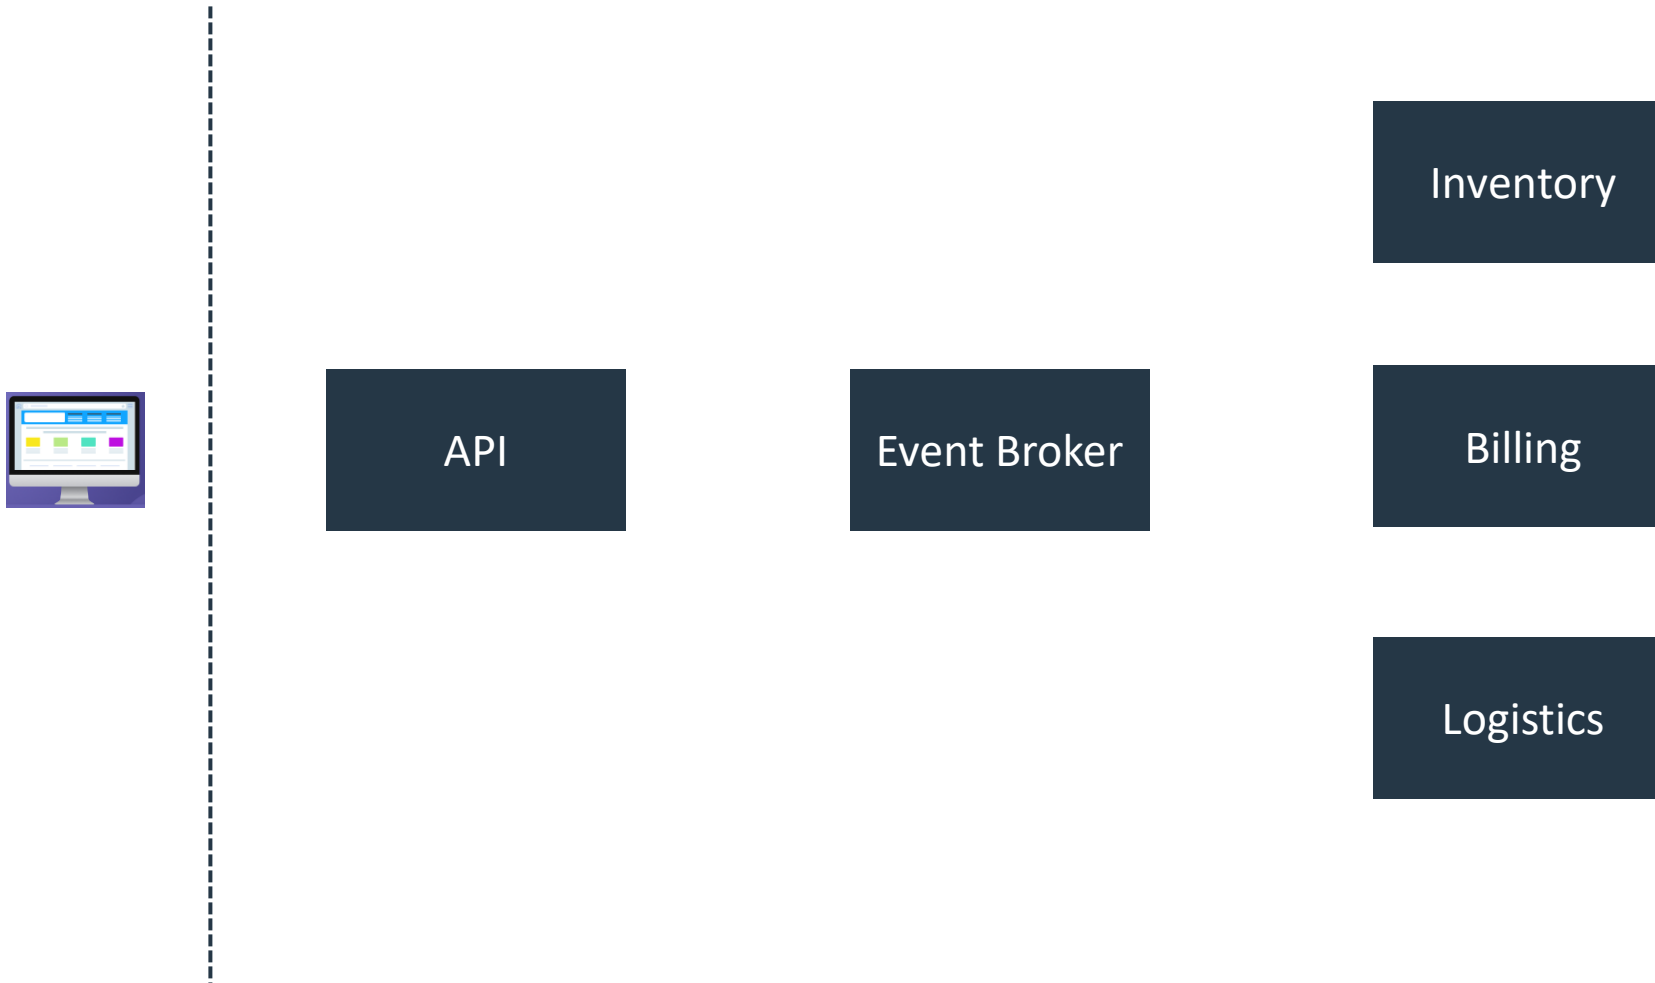 Inventory
API
Event Broker
Billing
Logistics